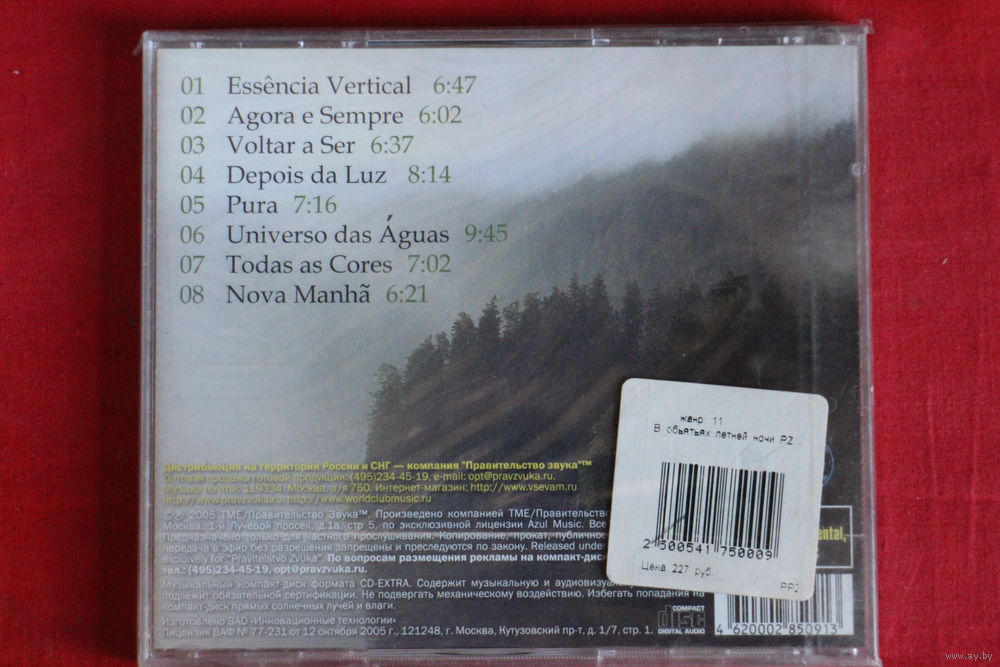 01 Essência Vertical 6:47
02 Agora e Sempre 6:02
03 Voltar a Ser 6:37
04 Depois da Luz 8:14
05 Pura 7:16
06 Universo das Águas 9:45
07 Todas as Cores 7:02
08 Nova Manhã 6:21
жанр: 11
В объятьях летней ночи PZ
2 500541 750009
Цена 227 руб.
PPZ
Дистрибьюция на территории России и СНГ — компания "Правительство звука"™
Оптовая продажа готовой продукции: (495)234-45-19, e-mail: opt@pravzvuka.ru.
Музыка почтой: 119334, Москва, а/я 750. Интернет-магазин: http://www.vsevam.ru
http://www.pravzvuka.ru, http://www.worldclubmusic.ru
©℗ 2005 TME/Правительство Звука™. Произведено компанией TME/Правительство
Москва, 1-й Лучевой просек, д.1а, стр 5, по эксклюзивной лицензии Azul Music. Все
Предназначено только для частного прослушивания. Копирование, прокат, публичное
передача в эфир без разрешения запрещены и преследуются по закону. Released under
exclusively for "Pravitelstvo Zvuka". По вопросам размещения рекламы на компакт-дис
тел.: (495)234-45-19, opt@pravzvuka.ru.
Музыкальный компакт-диск формата CD-EXTRA. Содержит музыкальную и аудиовизуа
подлежит обязательной сертификации. Не подвергать механическому воздействию. Избегать попадания на
компакт-диск прямых солнечных лучей и влаги.
Изготовлено ЗАО «Инновационные технологии»
Лицензия ВАФ № 77-231 от 12 октября 2005 г., 121248, г. Москва, Кутузовский пр-т, д. 1/7, стр. 1.
COMPACT
disc
DIGITAL AUDIO
4 620002 850913
www.ay.by